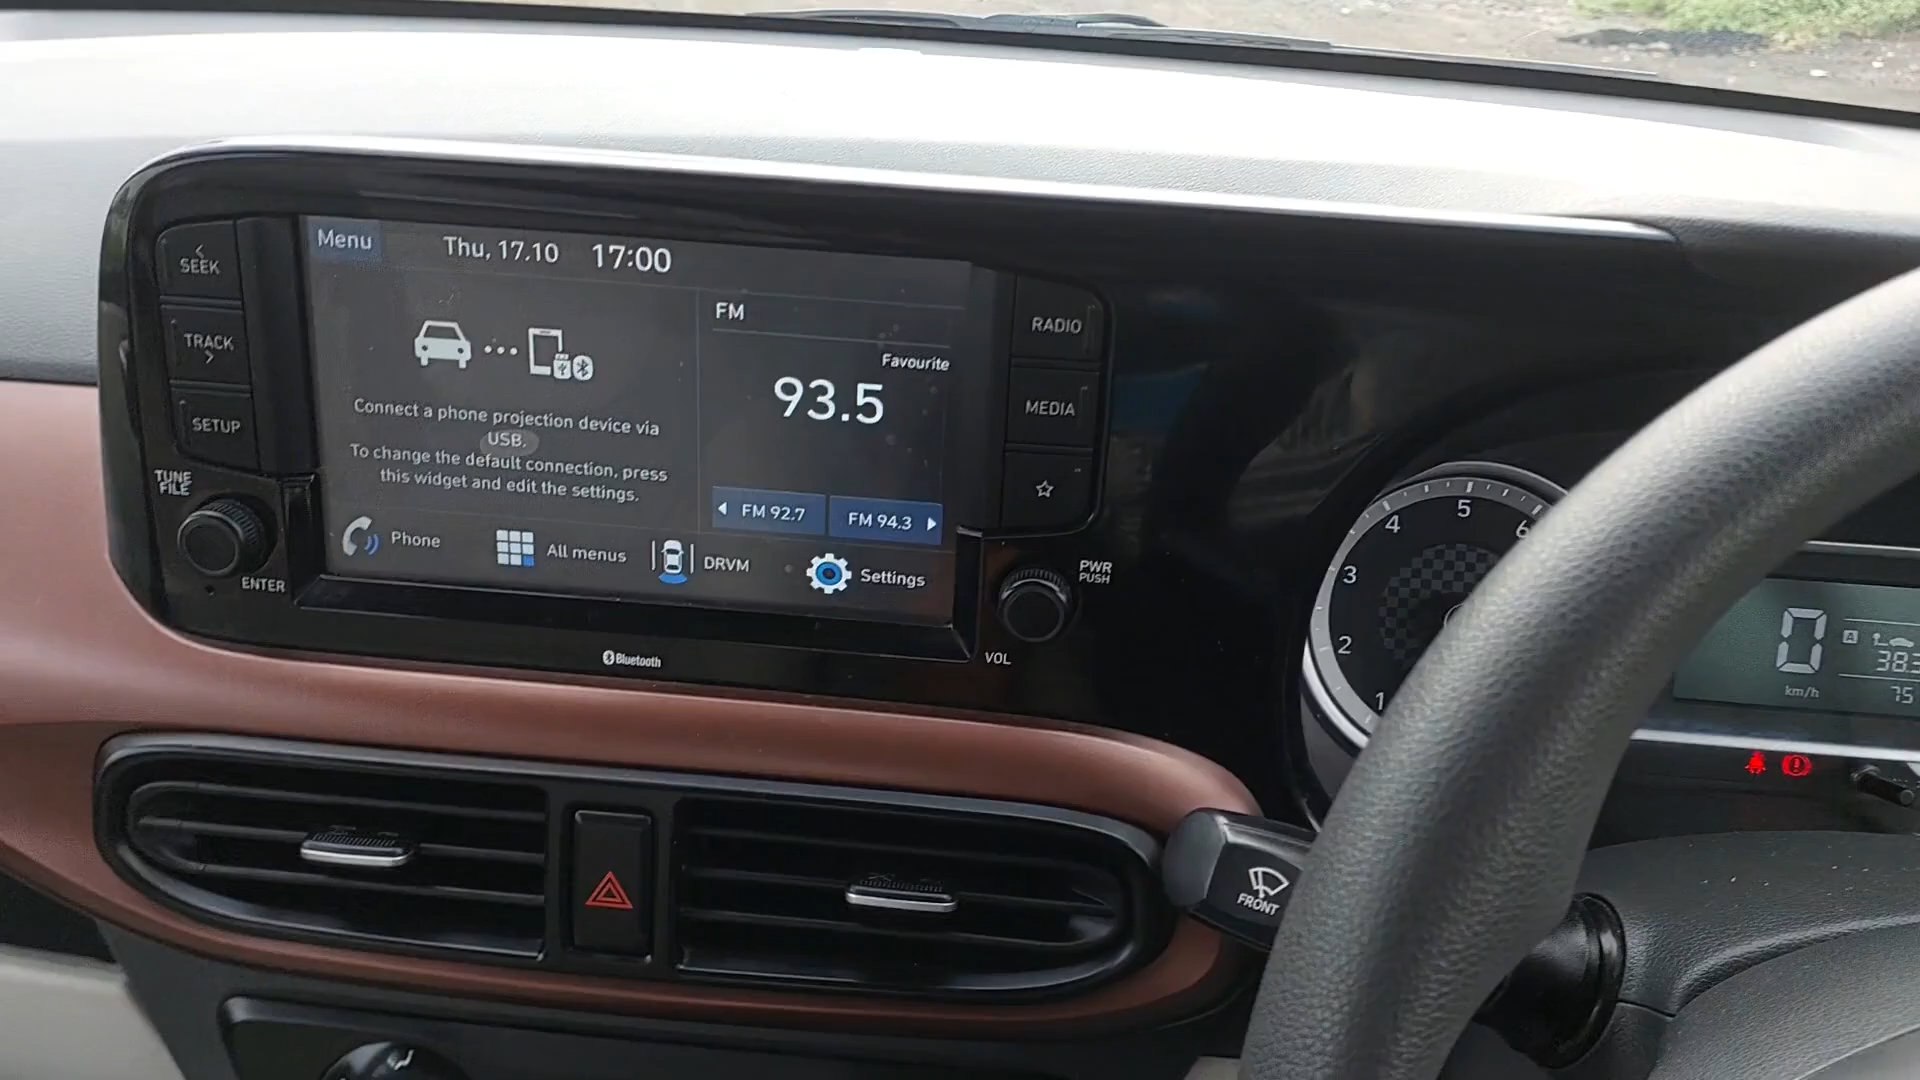 Menu
Thu, 17.10 17:00
SEEK
TRACK
SETUP
TUNE
FILE
ENTER
Connect a phone projection device via
USB.
To change the default connection, press
this widget and edit the settings.
FM
Favourite
93.5
FM 92.7
FM 94.3
Phone
All menus
DRVM
Settings
Bluetooth
RADIO
MEDIA
PWR
PUSH
VOL
1
2
3
4
5
6
0
km/h
A
38.3
75
FRONT